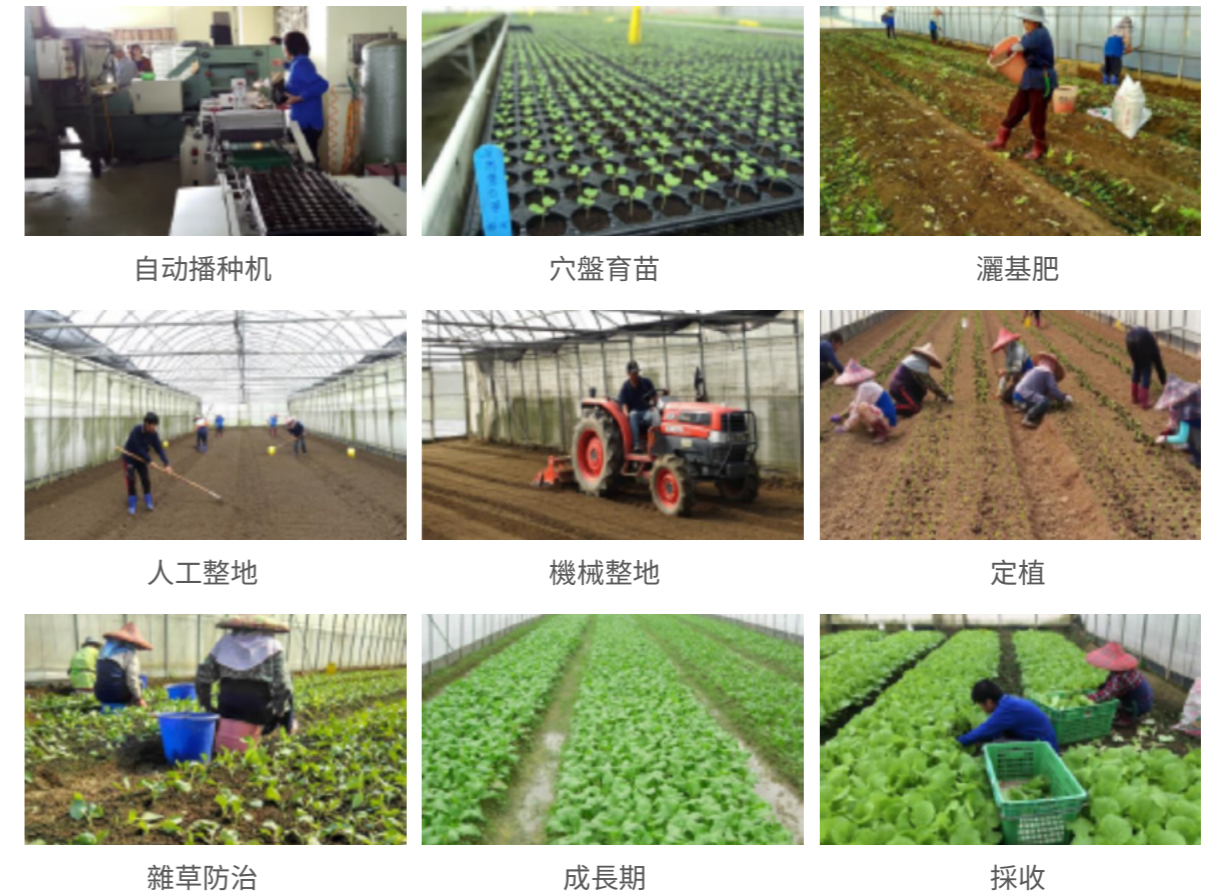 自动播种机
穴盤育苗
灑基肥
人工整地
機械整地
定植
雜草防治
成長期
採收